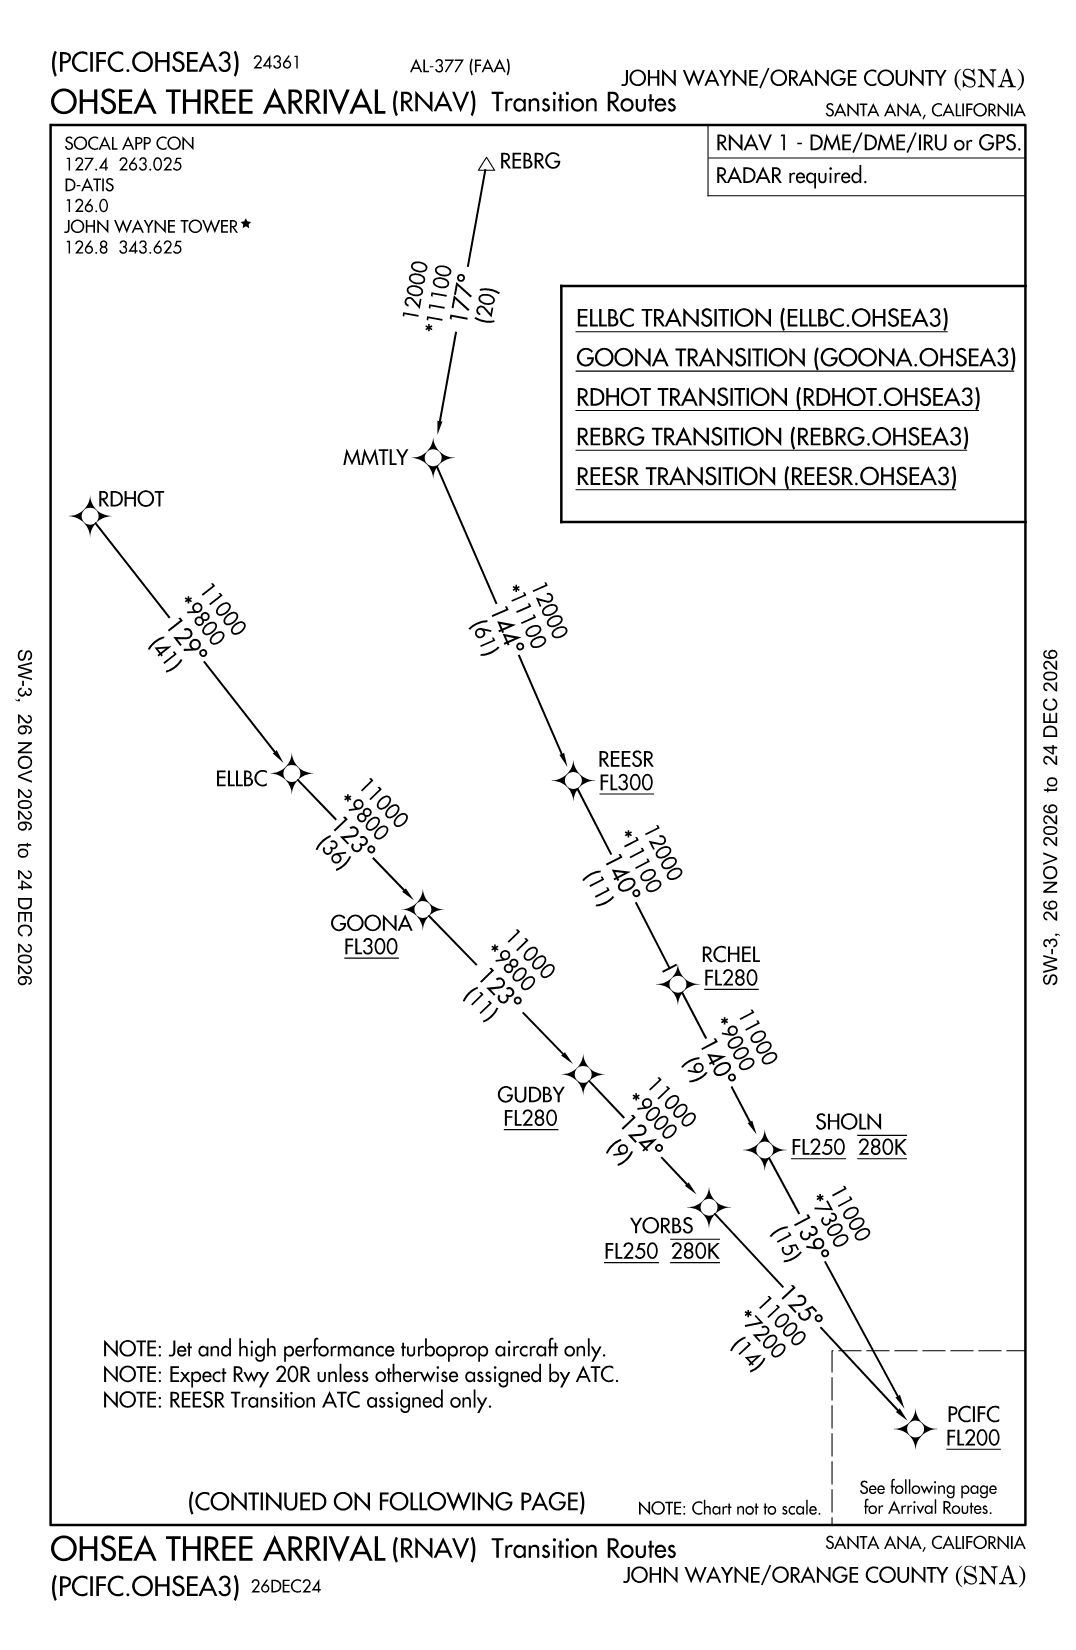 (PCIFC.OHSEA3) 24361
AL-377 (FAA)
JOHN WAYNE/ORANGE COUNTY (SNA)
OHSEA THREE ARRIVAL (RNAV) Transition Routes
SANTA ANA, CALIFORNIA
SOCAL APP CON
127.4 263.025
D-ATIS
126.0
JOHN WAYNE TOWER★
126.8 343.625
RNAV 1 - DME/DME/IRU or GPS.
RADAR required.
REBRG
12000
*11100
177°
(20)
ELLBC TRANSITION (ELLBC.OHSEA3)
GOONA TRANSITION (GOONA.OHSEA3)
RDHOT TRANSITION (RDHOT.OHSEA3)
REBRG TRANSITION (REBRG.OHSEA3)
REESR TRANSITION (REESR.OHSEA3)
MMTLY
RDHOT
11000
*9800
129°
(41)
12000
*11100
144°
(61)
SW-3, 26 NOV 2026 to 24 DEC 2026
SW-3, 26 NOV 2026 to 24 DEC 2026
ELLBC
REESR
FL300
11000
*9800
123°
(36)
12000
*11100
140°
(11)
GOONA
FL300
11000
*9800
123°
(11)
RCHEL
FL280
11000
*9000
140°
(9)
GUDBY
FL280
11000
*9000
124°
(9)
SHOLN
FL250 280K
YORBS
FL250 280K
11000
*7300
139°
(15)
125°
11000
*7200
(14)
NOTE: Jet and high performance turboprop aircraft only.
NOTE: Expect Rwy 20R unless otherwise assigned by ATC.
NOTE: REESR Transition ATC assigned only.
PCIFC
FL200
(CONTINUED ON FOLLOWING PAGE)
NOTE: Chart not to scale.
See following page
for Arrival Routes.
OHSEA THREE ARRIVAL (RNAV) Transition Routes
SANTA ANA, CALIFORNIA
(PCIFC.OHSEA3) 26DEC24
JOHN WAYNE/ORANGE COUNTY (SNA)